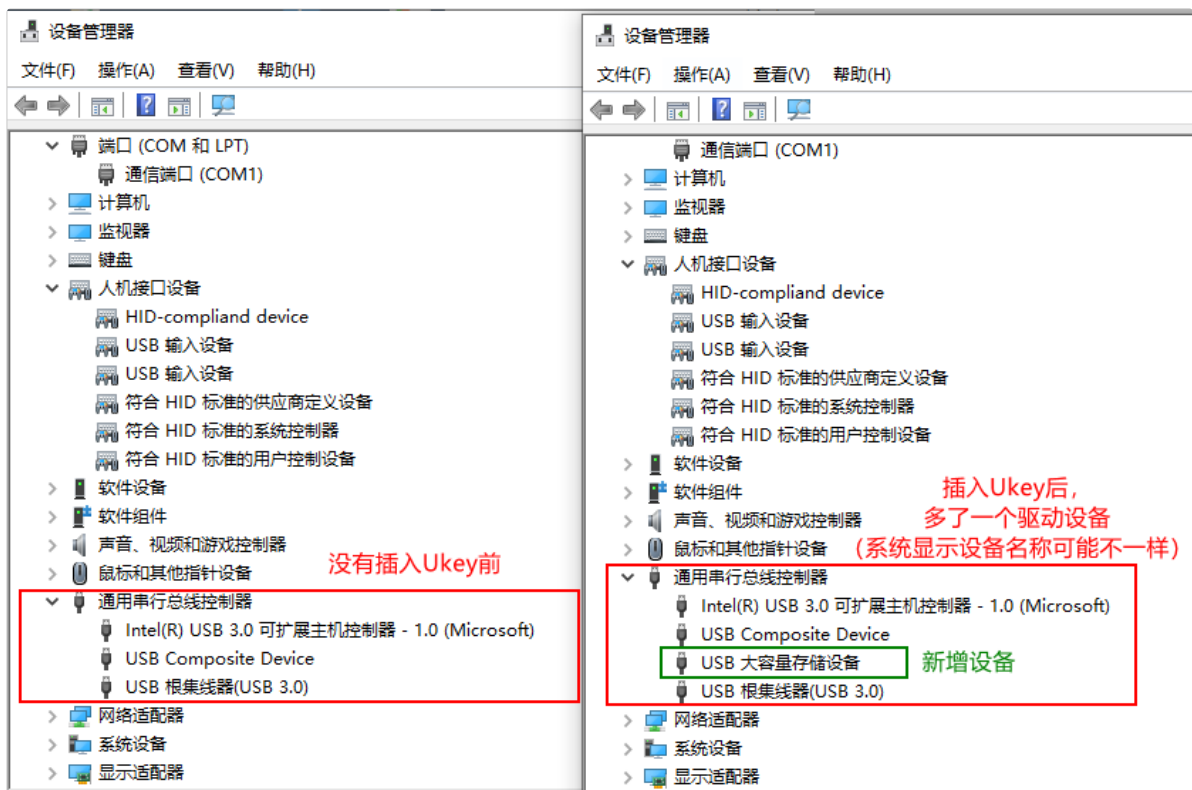 设备管理器
文件(F) 操作(A) 查看(V) 帮助(H)
端口 (COM 和 LPT)
通信端口 (COM1)
计算机
监视器
键盘
人机接口设备
HID-compliand device
USB 输入设备
USB 输入设备
符合 HID 标准的供应商定义设备
符合 HID 标准的系统控制器
符合 HID 标准的用户控制设备
软件设备
软件组件
声音、视频和游戏控制器
鼠标和其他指针设备
没有插入Ukey前
通用串行总线控制器
Intel(R) USB 3.0 可扩展主机控制器 - 1.0 (Microsoft)
USB Composite Device
USB 根集线器(USB 3.0)
网络适配器
系统设备
显示适配器
设备管理器
文件(F) 操作(A) 查看(V) 帮助(H)
通信端口 (COM1)
计算机
监视器
键盘
人机接口设备
HID-compliand device
USB 输入设备
USB 输入设备
符合 HID 标准的供应商定义设备
符合 HID 标准的系统控制器
符合 HID 标准的用户控制设备
软件设备
软件组件
声音、视频和游戏控制器
鼠标和其他指针设备
插入Ukey后，
多了一个驱动设备
（系统显示设备名称可能不一样）
通用串行总线控制器
Intel(R) USB 3.0 可扩展主机控制器 - 1.0 (Microsoft)
USB Composite Device
USB 大容量存储设备
新增设备
USB 根集线器(USB 3.0)
网络适配器
系统设备
显示适配器